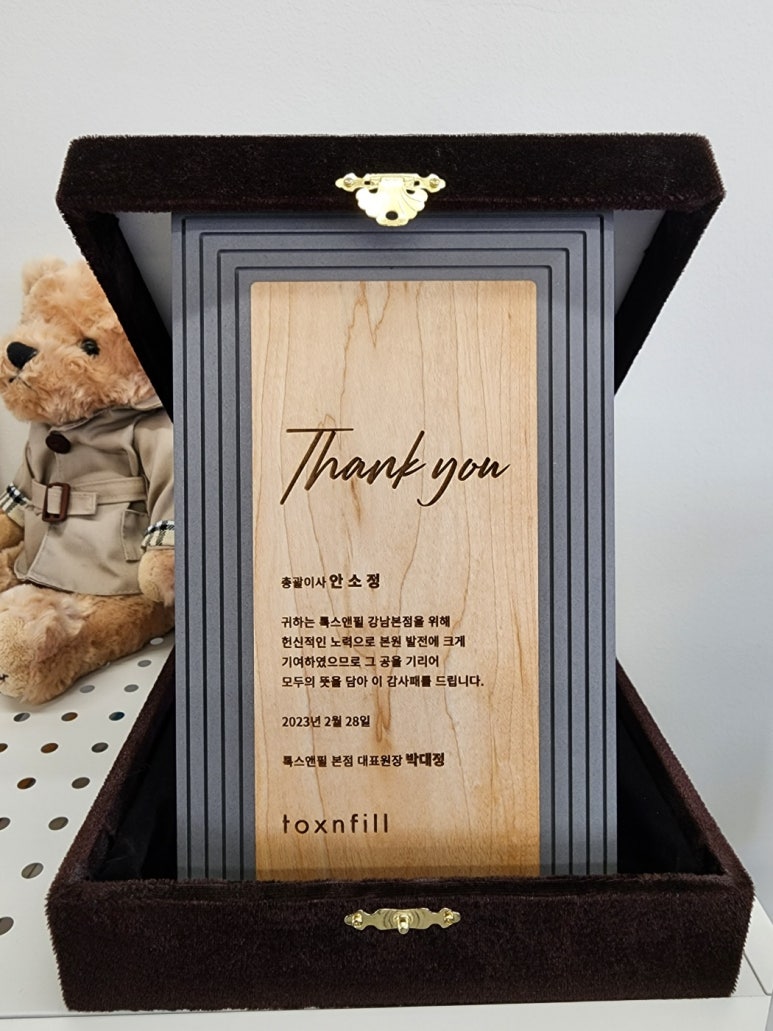 Thank you
총괄이사 안 소 정
귀하는 톡스앤필 강남본점을 위해
헌신적인 노력으로 본원 발전에 크게
기여하였으므로 그 공을 기리어
모두의 뜻을 담아 이 감사패를 드립니다.
2023년 2월 28일
톡스앤필 본점 대표원장 박대정
toxnfill